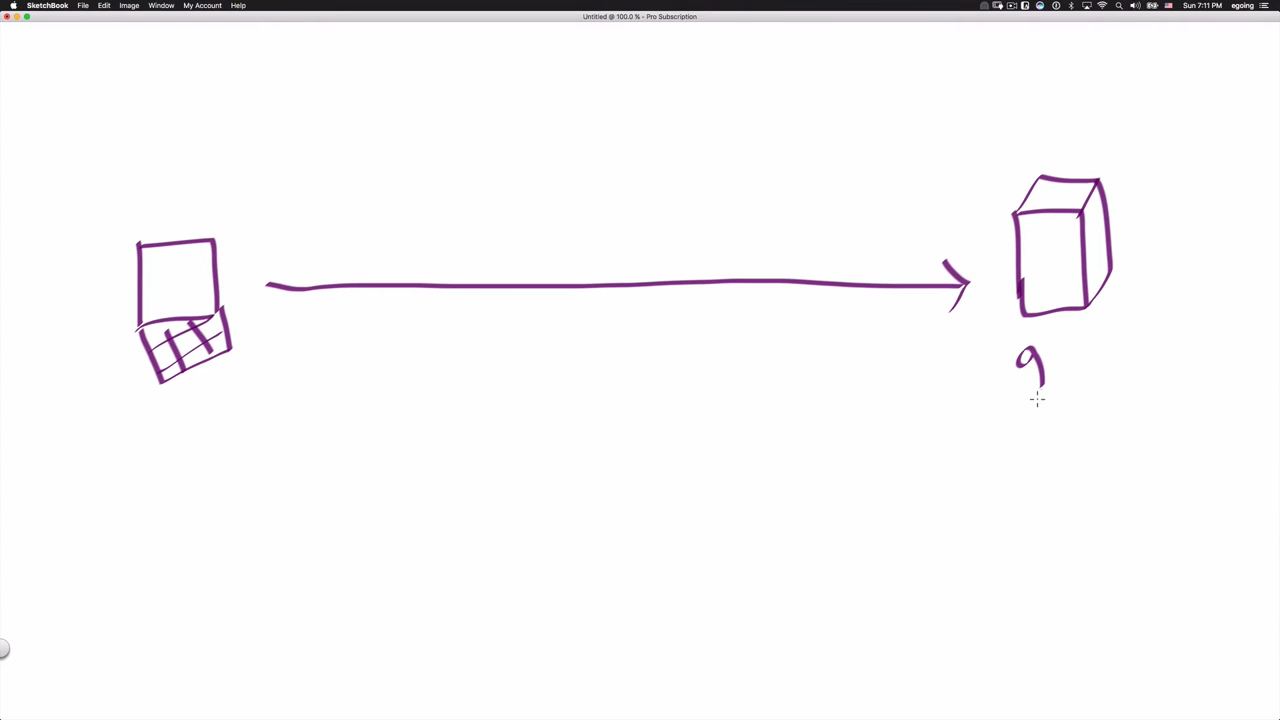 SketchBook File Edit Image Window My Account Help Sun 7:11 PM egoing
Untitled @ 100.0 % - Pro Subscription
9